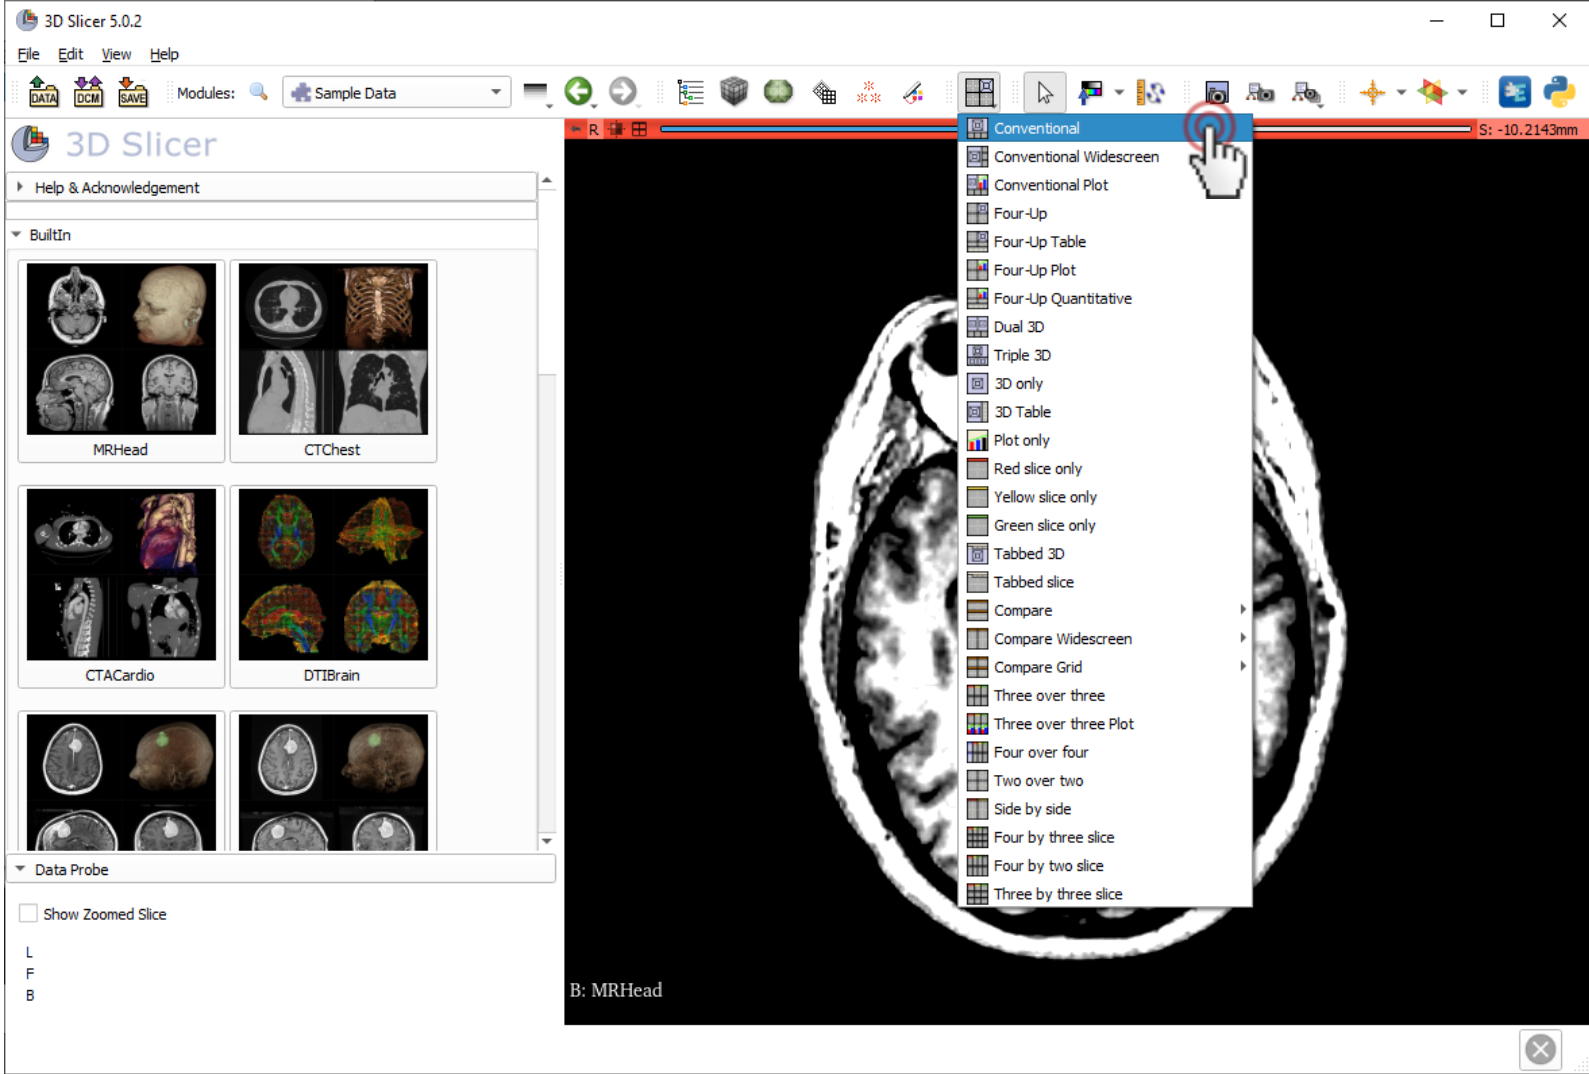 3D Slicer 5.0.2
File Edit View Help
DATA DCM SAVE Modules: Sample Data
3D Slicer
Help & Acknowledgement
BuiltIn
MRHead CTChest
CTACardio DTIBrain
Data Probe
Show Zoomed Slice
L
F
B
R S: -10.2143mm
Conventional
Conventional Widescreen
Conventional Plot
Four-Up
Four-Up Table
Four-Up Plot
Four-Up Quantitative
Dual 3D
Triple 3D
3D only
3D Table
Plot only
Red slice only
Yellow slice only
Green slice only
Tabbed 3D
Tabbed slice
Compare
Compare Widescreen
Compare Grid
Three over three
Three over three Plot
Four over four
Two over two
Side by side
Four by three slice
Four by two slice
Three by three slice
B: MRHead